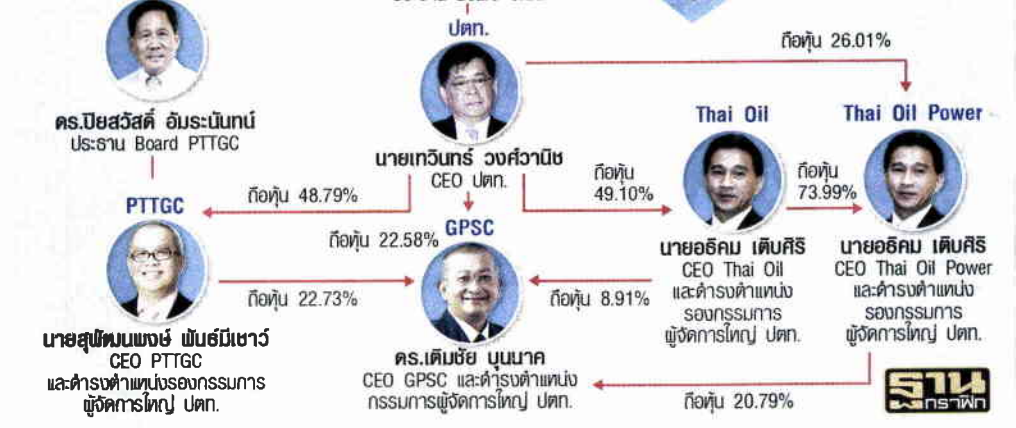 ปตท.
ถือหุ้น 26.01%
ดร.ปิยสวัสดิ์ อัมระนันทน์
ประธาน Board PTTGC
นายเทวินทร์ วงศ์วานิช
CEO ปตท.
Thai Oil
Thai Oil Power
ถือหุ้น
49.10%
ถือหุ้น
73.99%
PTTGC
ถือหุ้น 48.79%
ถือหุ้น 22.58%
GPSC
นายอธิคม เติบศิริ
CEO Thai Oil
และดำรงตำแหน่ง
รองกรรมการ
ผู้จัดการใหญ่ ปตท.
นายอธิคม เติบศิริ
CEO Thai Oil Power
และดำรงตำแหน่ง
รองกรรมการ
ผู้จัดการใหญ่ ปตท.
ถือหุ้น 22.73%
ถือหุ้น 8.91%
นายสุพัฒนพงษ์ พันธ์มีเชาว์
CEO PTTGC
และดำรงตำแหน่งรองกรรมการ
ผู้จัดการใหญ่ ปตท.
ดร.เติมชัย บุนนาค
CEO GPSC และดำรงตำแหน่ง
กรรมการผู้จัดการใหญ่ ปตท.
ถือหุ้น 20.79%
ฐาน
กราฟิก